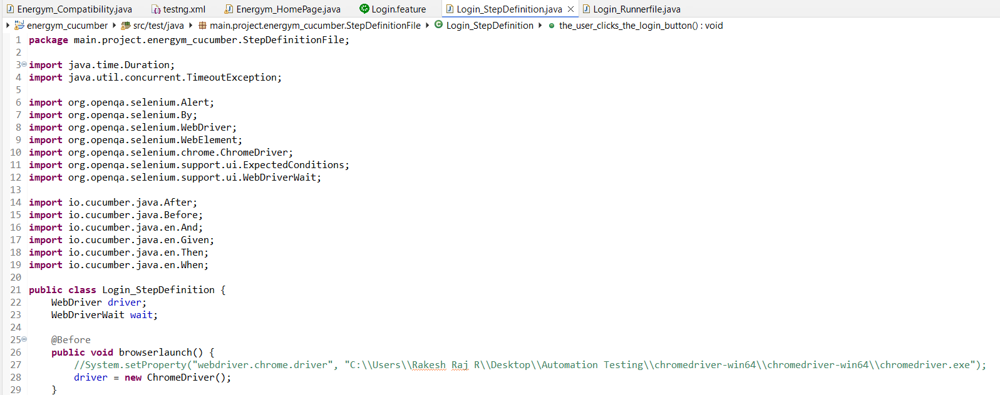 Energym_Compatibility.java testng.xml Energym_HomePage.java Login.feature Login_StepDefinition.java Login_Runnerfile.java
energym_cucumber src/test/java main.project.energym_cucumber.StepDefinitionFile Login_StepDefinition the_user_clicks_the_login_button() : void
1 package main.project.energym_cucumber.StepDefinitionFile;
2
3 import java.time.Duration;
4 import java.util.concurrent.TimeoutException;
5
6 import org.openqa.selenium.Alert;
7 import org.openqa.selenium.By;
8 import org.openqa.selenium.WebDriver;
9 import org.openqa.selenium.WebElement;
10 import org.openqa.selenium.chrome.ChromeDriver;
11 import org.openqa.selenium.support.ui.ExpectedConditions;
12 import org.openqa.selenium.support.ui.WebDriverWait;
13
14 import io.cucumber.java.After;
15 import io.cucumber.java.Before;
16 import io.cucumber.java.en.And;
17 import io.cucumber.java.en.Given;
18 import io.cucumber.java.en.Then;
19 import io.cucumber.java.en.When;
20
21 public class Login_StepDefinition {
22 WebDriver driver;
23 WebDriverWait wait;
24
25 @Before
26 public void browserlaunch() {
27 //System.setProperty("webdriver.chrome.driver", "C:\\Users\\Rakesh Raj R\\Desktop\\Automation Testing\\chromedriver-win64\\chromedriver-win64\\chromedriver.exe");
28 driver = new ChromeDriver();
29 }